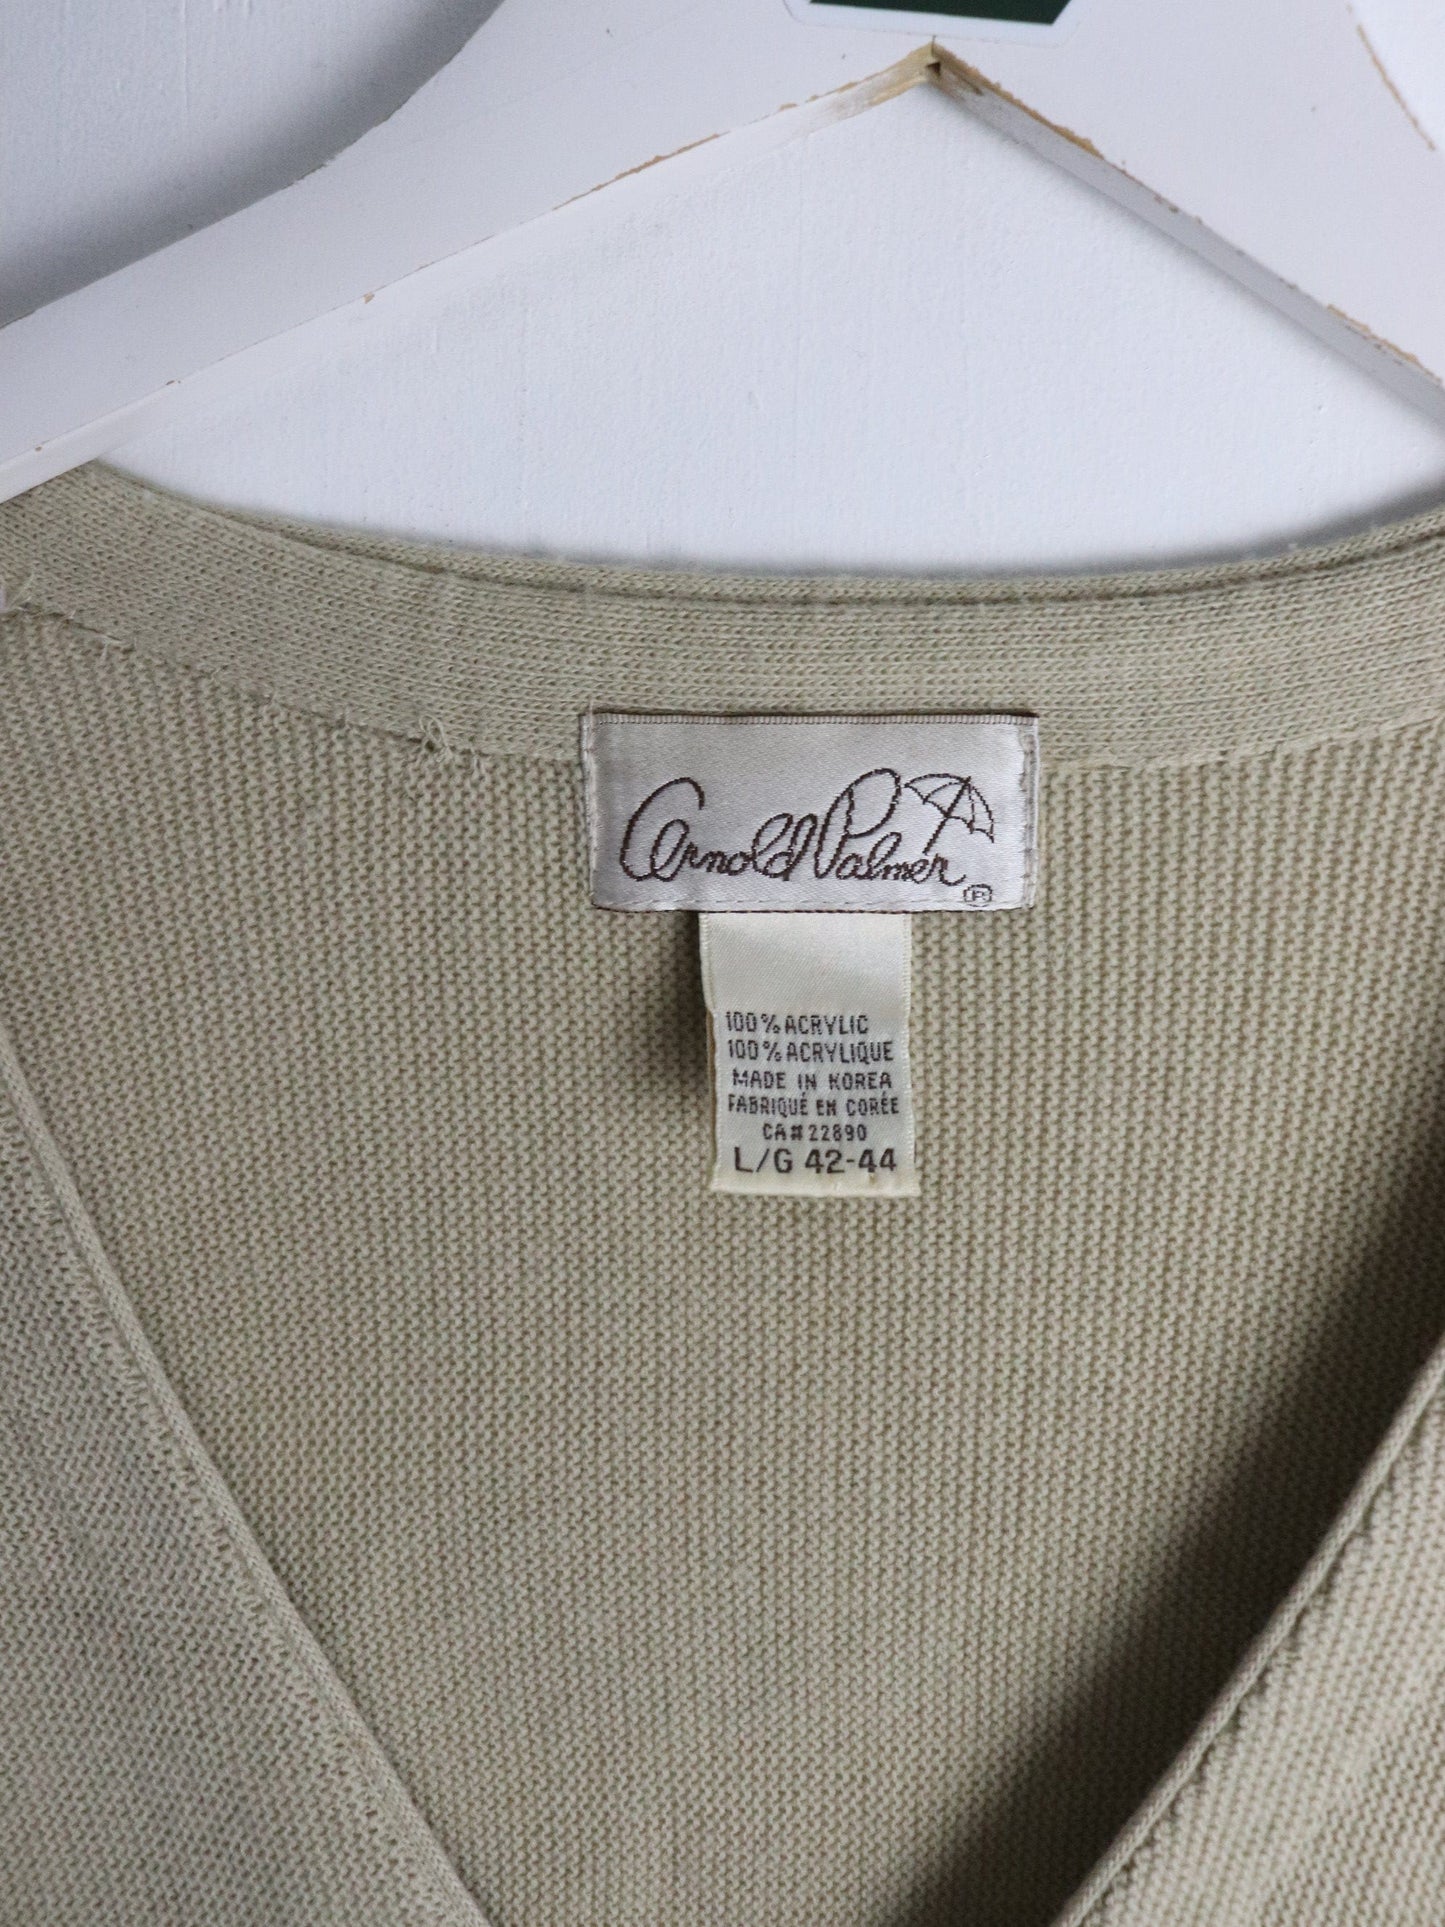 Arnold Palmer ®
100% ACRYLIC
100% ACRYLIQUE
MADE IN KOREA
FABRIQUÉ EN CORÉE
CA#22890
L/G 42-44